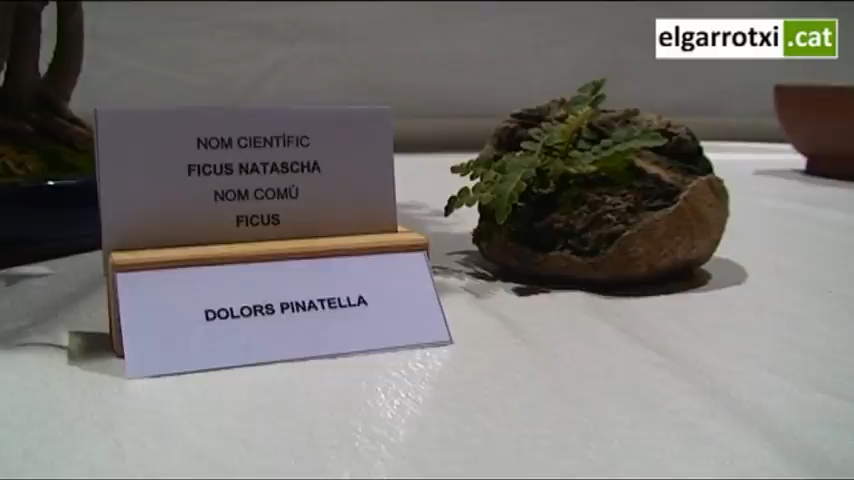 elgarrotxi.cat
NOM CIENTÍFIC
FICUS NATASCHA
NOM COMÚ
FICUS
DOLORS PINATELLA